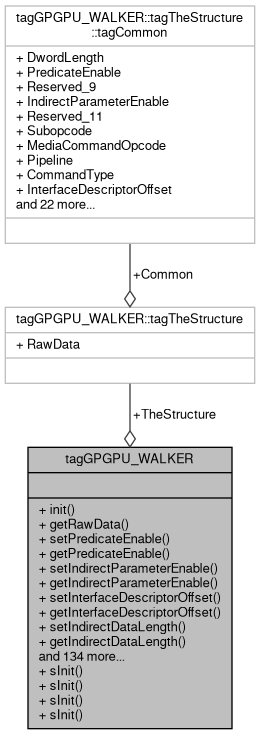 tagGPGPU_WALKER::tagTheStructure
::tagCommon
+ DwordLength
+ PredicateEnable
+ Reserved_9
+ IndirectParameterEnable
+ Reserved_11
+ Subopcode
+ MediaCommandOpcode
+ Pipeline
+ CommandType
+ InterfaceDescriptorOffset
and 22 more...
+Common
tagGPGPU_WALKER::tagTheStructure
+ RawData
+TheStructure
tagGPGPU_WALKER
+ init()
+ getRawData()
+ setPredicateEnable()
+ getPredicateEnable()
+ setIndirectParameterEnable()
+ getIndirectParameterEnable()
+ setInterfaceDescriptorOffset()
+ getInterfaceDescriptorOffset()
+ setIndirectDataLength()
+ getIndirectDataLength()
and 134 more...
+ sInit()
+ sInit()
+ sInit()
+ sInit()